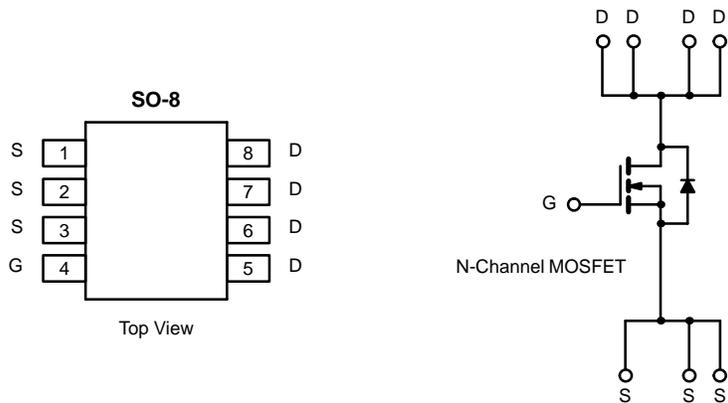 D D D D
SO-8
S 1 8 D
S 2 7 D
S 3 6 D
G 4 5 D
Top View
G
N-Channel MOSFET
S S S